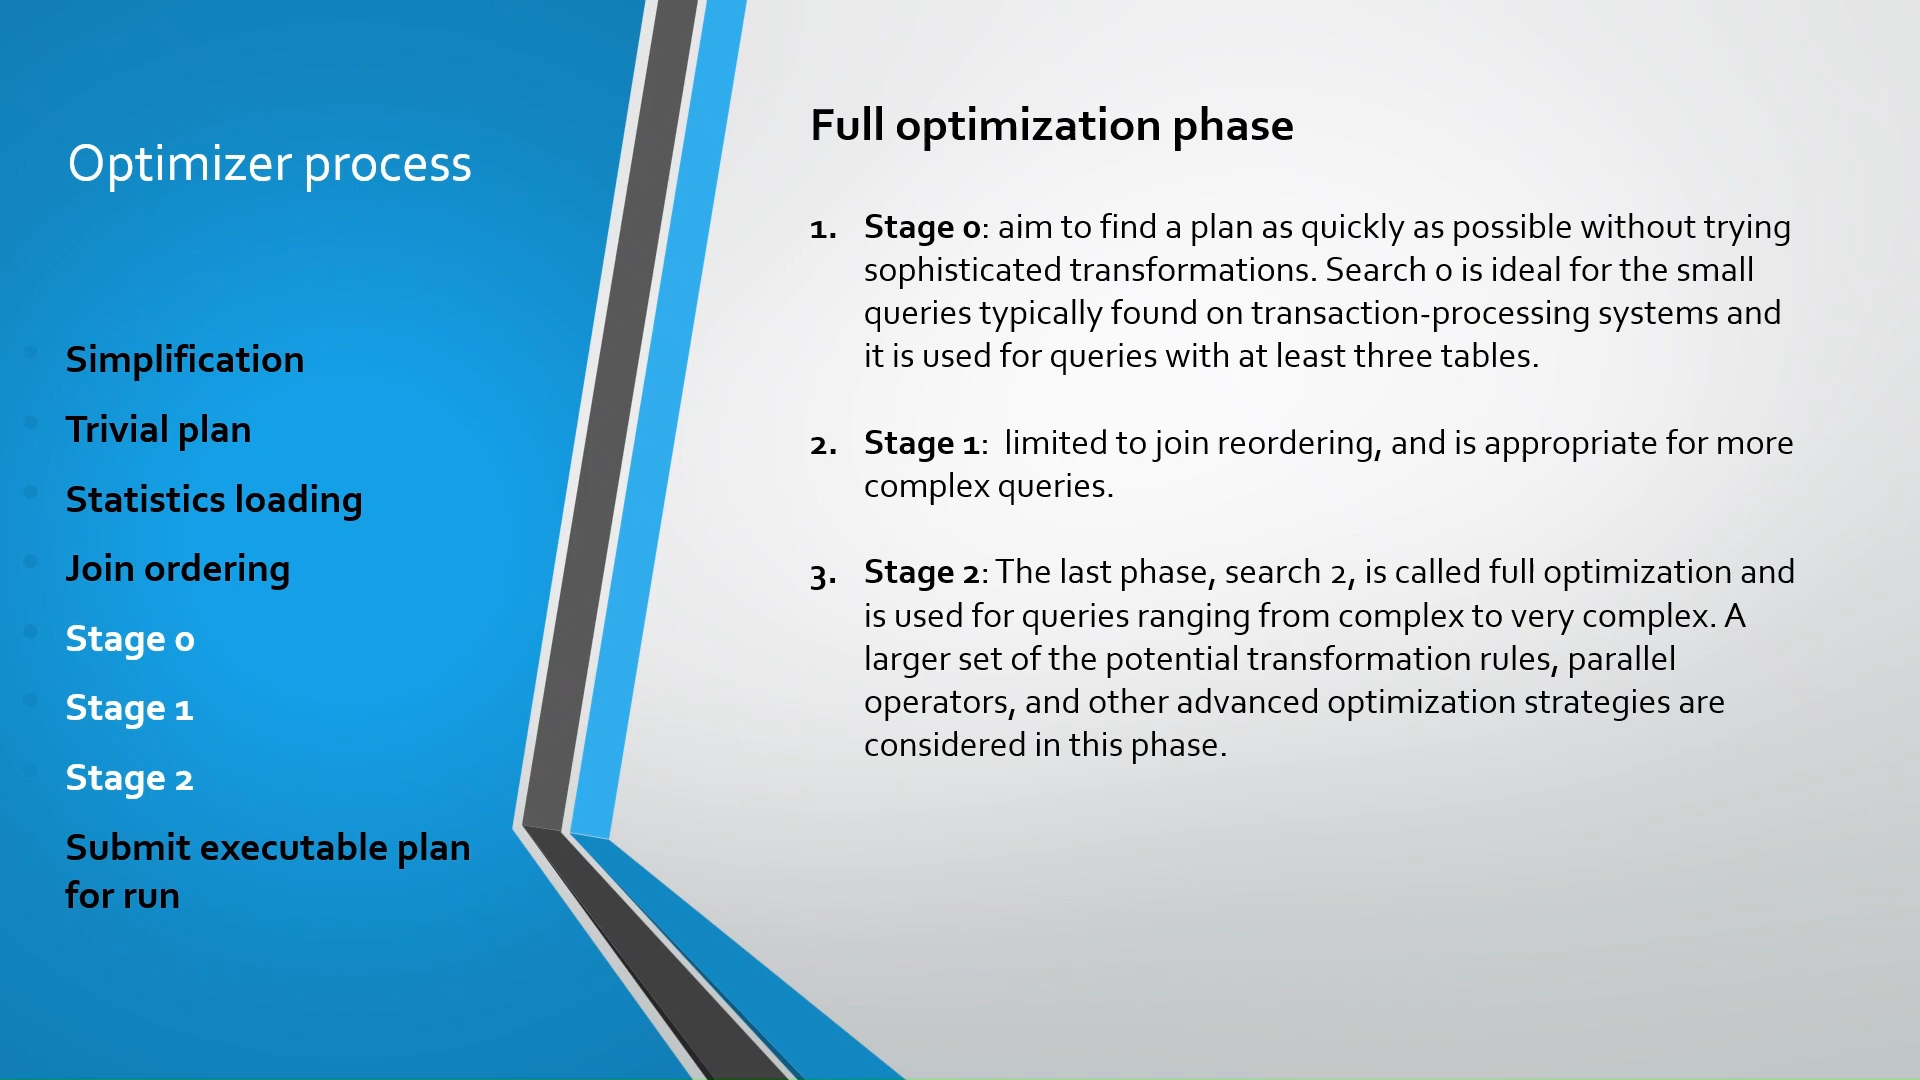 Optimizer process
Simplification
Trivial plan
Statistics loading
Join ordering
Stage 0
Stage 1
Stage 2
Submit executable plan
for run
Full optimization phase
1. Stage 0: aim to find a plan as quickly as possible without trying
sophisticated transformations. Search 0 is ideal for the small
queries typically found on transaction-processing systems and
it is used for queries with at least three tables.
2. Stage 1:  limited to join reordering, and is appropriate for more
complex queries.
3. Stage 2: The last phase, search 2, is called full optimization and
is used for queries ranging from complex to very complex. A
larger set of the potential transformation rules, parallel
operators, and other advanced optimization strategies are
considered in this phase.